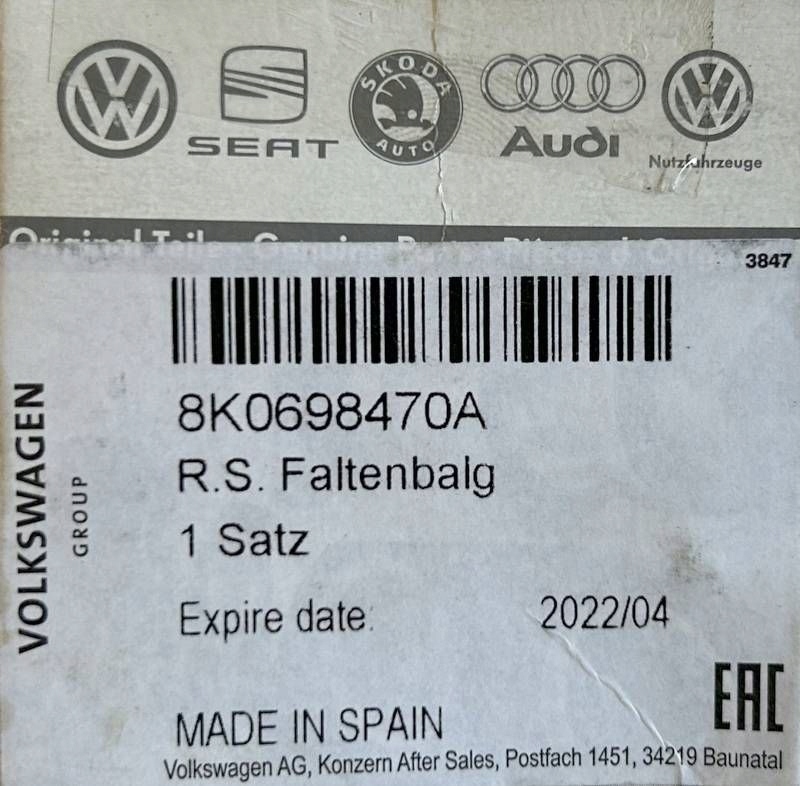 SEAT
SKODA
AUTO
Audi
Nutzfahrzeuge
3847
VOLKSWAGEN
GROUP
8K0698470A
R.S. Faltenbalg
1 Satz
Expire date: 2022/04
EAC
MADE IN SPAIN
Volkswagen AG, Konzern After Sales, Postfach 1451, 34219 Baunatal